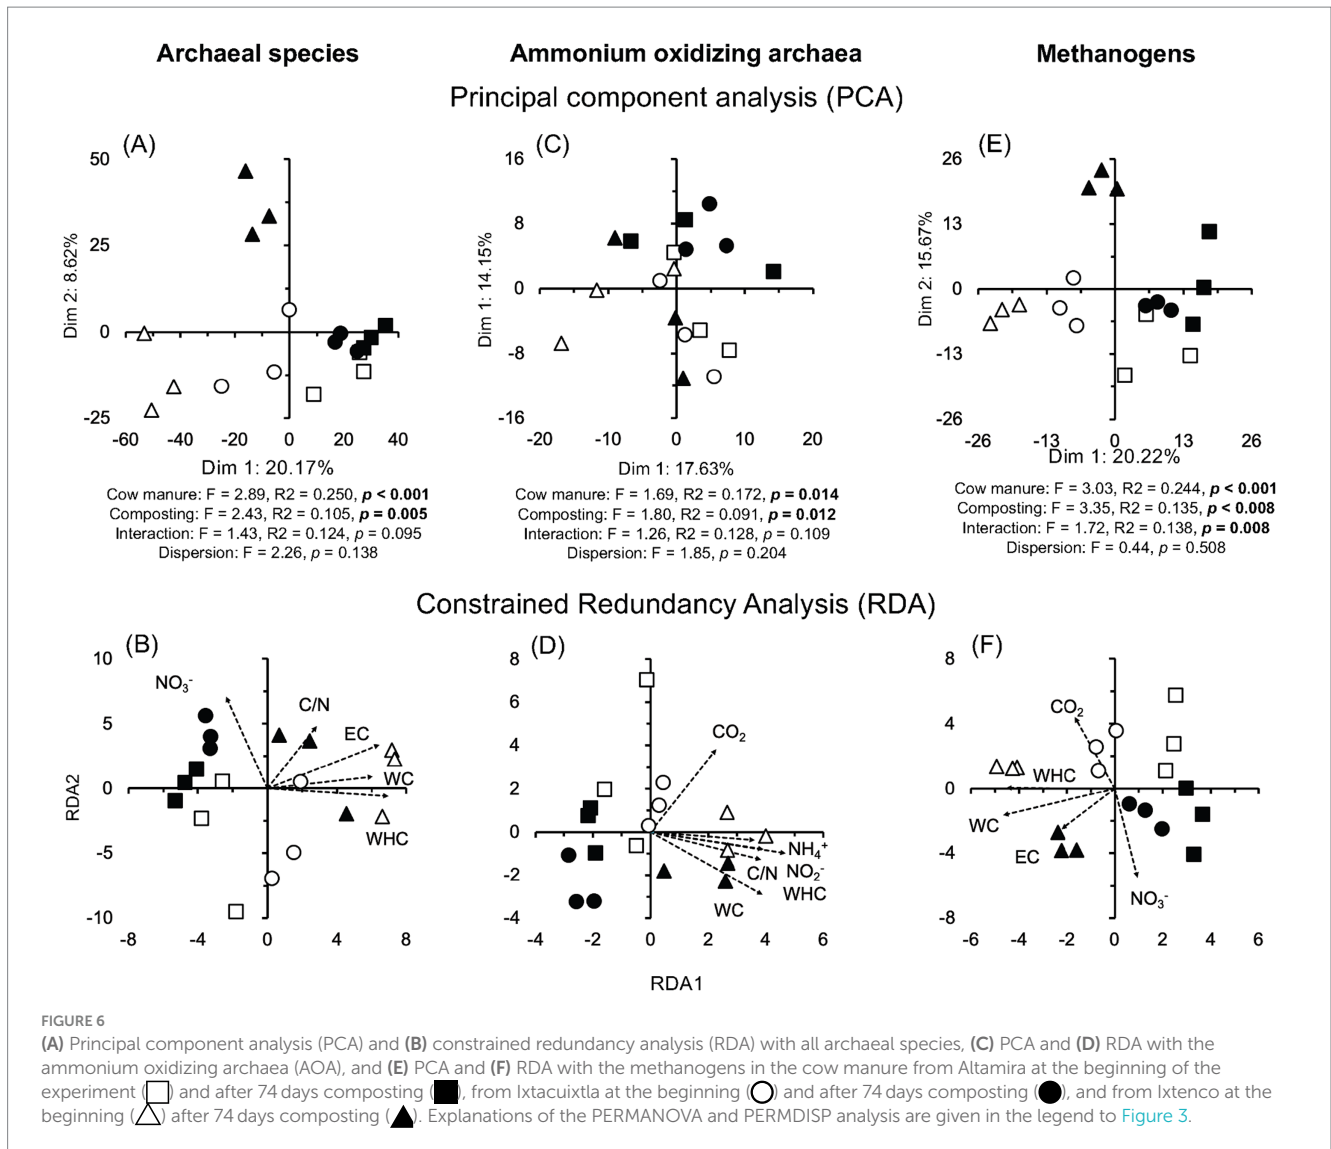 Archaeal species
Ammonium oxidizing archaea
Methanogens
Principal component analysis (PCA)
(A)
50
25
0
-25
-60 -40 -20 0 20 40
Dim 2: 8.62%
Dim 1: 20.17%
Cow manure: F = 2.89, R2 = 0.250, p < 0.001
Composting: F = 2.43, R2 = 0.105, p = 0.005
Interaction: F = 1.43, R2 = 0.124, p = 0.095
Dispersion: F = 2.26, p = 0.138
(C)
16
8
0
-8
-16
-20 -10 0 10 20
Dim 1: 14.15%
Dim 1: 17.63%
Cow manure: F = 1.69, R2 = 0.172, p = 0.014
Composting: F = 1.80, R2 = 0.091, p = 0.012
Interaction: F = 1.26, R2 = 0.128, p = 0.109
Dispersion: F = 1.85, p = 0.204
(E)
26
13
0
-13
-26
-26 -13 0 13 26
Dim 2: 15.67%
Dim 1: 20.22%
Cow manure: F = 3.03, R2 = 0.244, p < 0.001
Composting: F = 3.35, R2 = 0.135, p < 0.008
Interaction: F = 1.72, R2 = 0.138, p = 0.008
Dispersion: F = 0.44, p = 0.508
Constrained Redundancy Analysis (RDA)
(B)
10
5
0
-5
-10
-8 -4 0 4 8
RDA2
NO₃⁻
C/N
EC
WC
WHC
(D)
8
6
4
2
0
-2
-4
-4 -2 0 2 4 6
CO₂
NH₄⁺
C/N NO₂⁻
WHC
WC
RDA1
(F)
8
4
0
-4
-8
-6 -4 -2 0 2 4 6
CO₂
WHC
WC
EC
NO₃⁻
FIGURE 6
(A) Principal component analysis (PCA) and (B) constrained redundancy analysis (RDA) with all archaeal species, (C) PCA and (D) RDA with the
ammonium oxidizing archaea (AOA), and (E) PCA and (F) RDA with the methanogens in the cow manure from Altamira at the beginning of the
experiment (□) and after 74 days composting (■), from Ixtacuixtla at the beginning (○) and after 74 days composting (●), and from Ixtenco at the
beginning (△) after 74 days composting (▲). Explanations of the PERMANOVA and PERMDISP analysis are given in the legend to Figure 3.